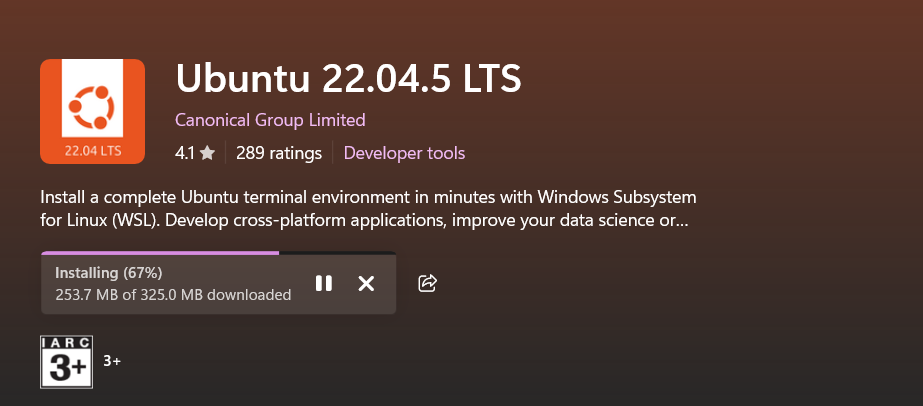 Ubuntu 22.04.5 LTS
Canonical Group Limited
22.04 LTS
4.1 289 ratings Developer tools
Install a complete Ubuntu terminal environment in minutes with Windows Subsystem
for Linux (WSL). Develop cross-platform applications, improve your data science or...
Installing (67%)
253.7 MB of 325.0 MB downloaded
IARC
3+
3+